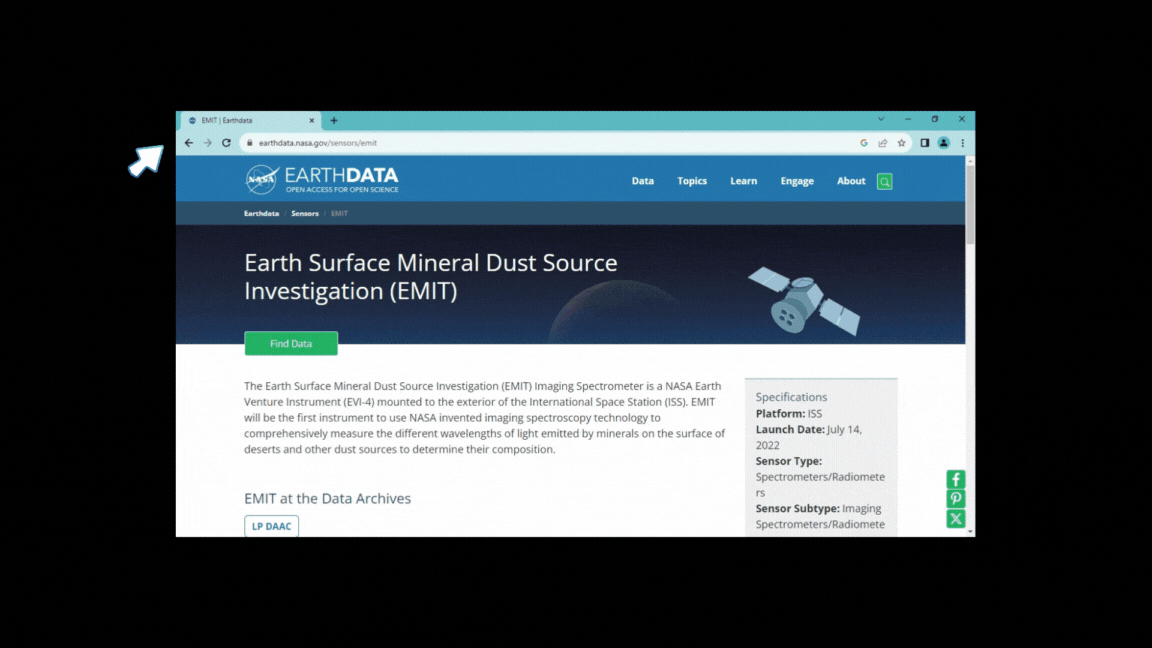 EMIT | Earthdata
earthdata.nasa.gov/sensors/emit
NASA EARTHDATA
OPEN ACCESS FOR OPEN SCIENCE
Data Topics Learn Engage About
Earthdata / Sensors / EMIT
Earth Surface Mineral Dust Source
Investigation (EMIT)
Find Data
The Earth Surface Mineral Dust Source Investigation (EMIT) Imaging Spectrometer is a NASA Earth
Venture Instrument (EVI-4) mounted to the exterior of the International Space Station (ISS). EMIT
will be the first instrument to use NASA invented imaging spectroscopy technology to
comprehensively measure the different wavelengths of light emitted by minerals on the surface of
deserts and other dust sources to determine their composition.
EMIT at the Data Archives
LP DAAC
Specifications
Platform: ISS
Launch Date: July 14,
2022
Sensor Type:
Spectrometers/Radiomete
rs
Sensor Subtype: Imaging
Spectrometers/Radiomete